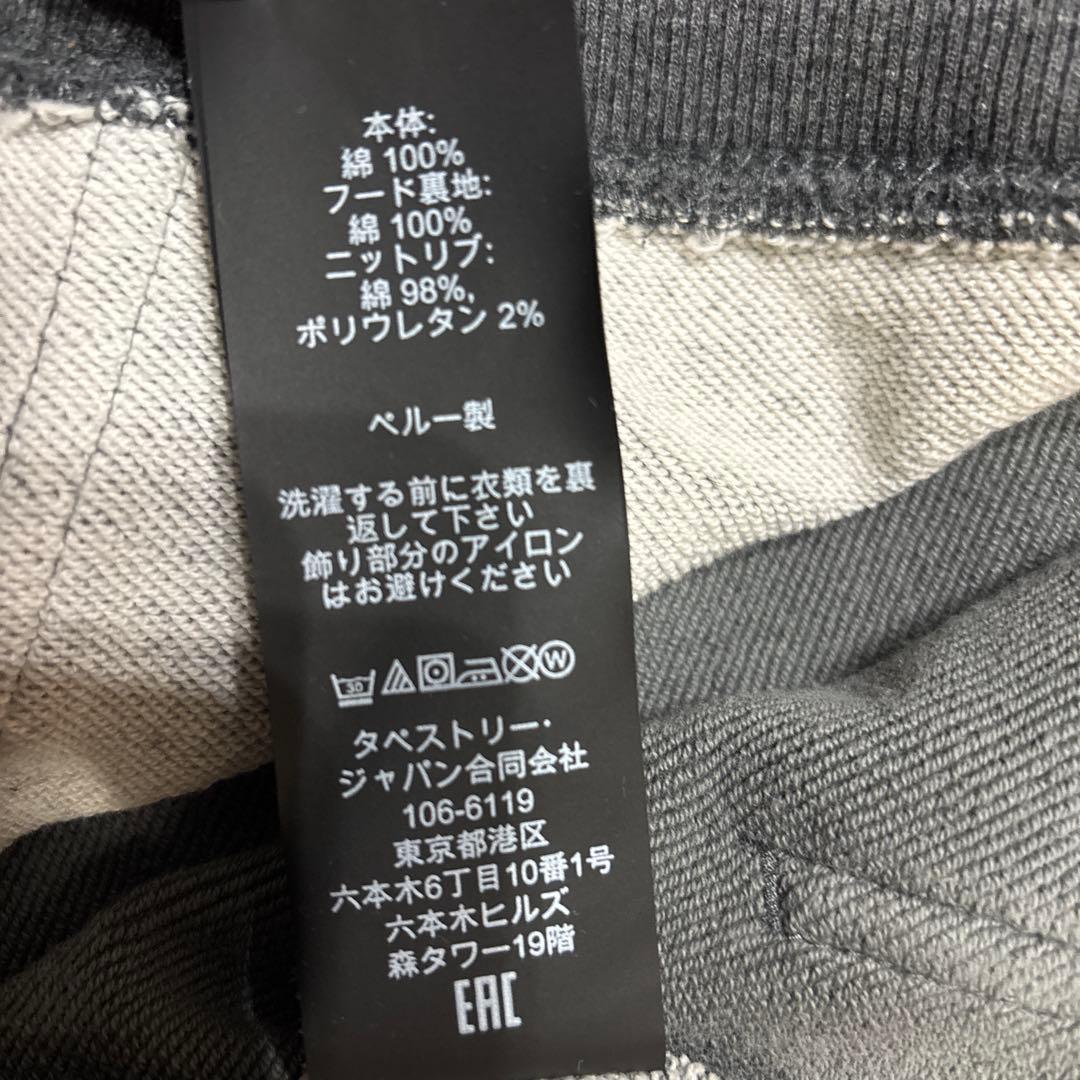 本体:
綿 100%
フード裏地:
綿 100%
ニットリブ:
綿 98%,
ポリウレタン 2%
ペルー製
洗濯する前に衣類を裏
返して下さい
飾り部分のアイロン
はお避けください
30 W
タペストリー・
ジャパン合同会社
106-6119
東京都港区
六本木6丁目10番1号
六本木ヒルズ
森タワー19階
EAC